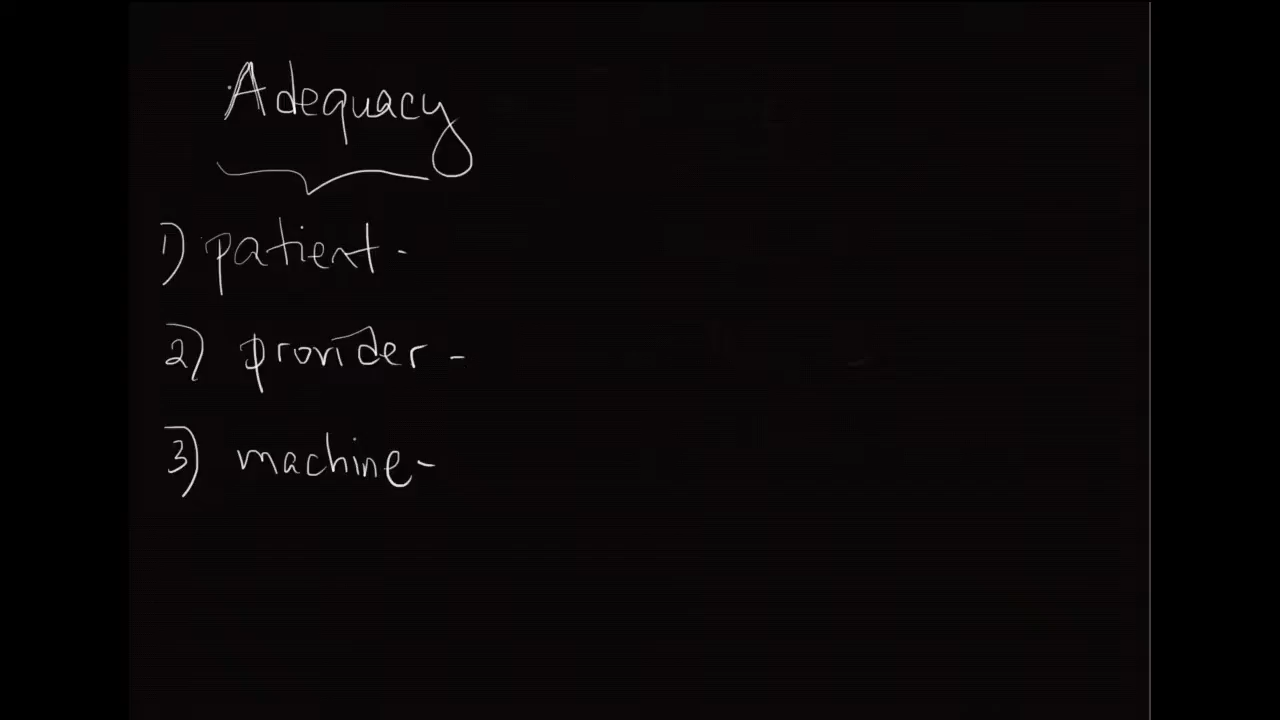 Adequacy
1) patient -
2) provider -
3) machine -